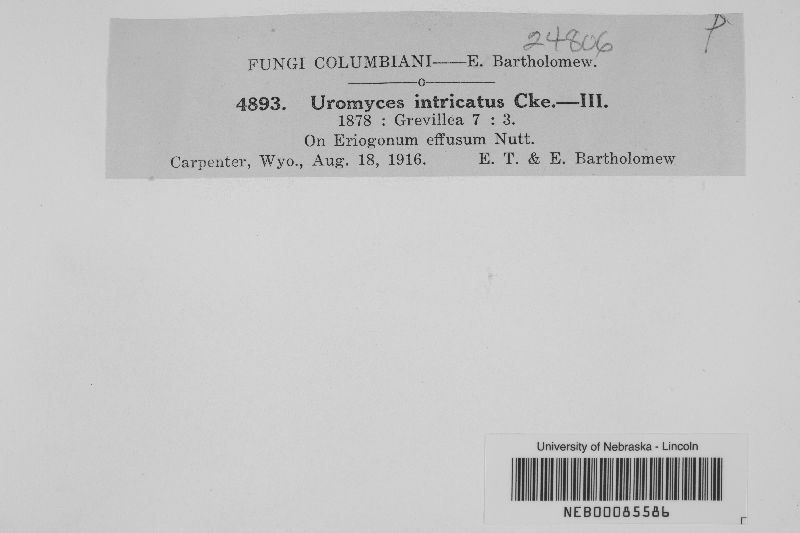 24806
P
FUNGI COLUMBIANI——E. Bartholomew.
o
4893. Uromyces intricatus Cke.—III.
1878 : Grevillea 7 : 3.
On Eriogonum effusum Nutt.
Carpenter, Wyo., Aug. 18, 1916. E. T. & E. Bartholomew
University of Nebraska - Lincoln
NEB00085586